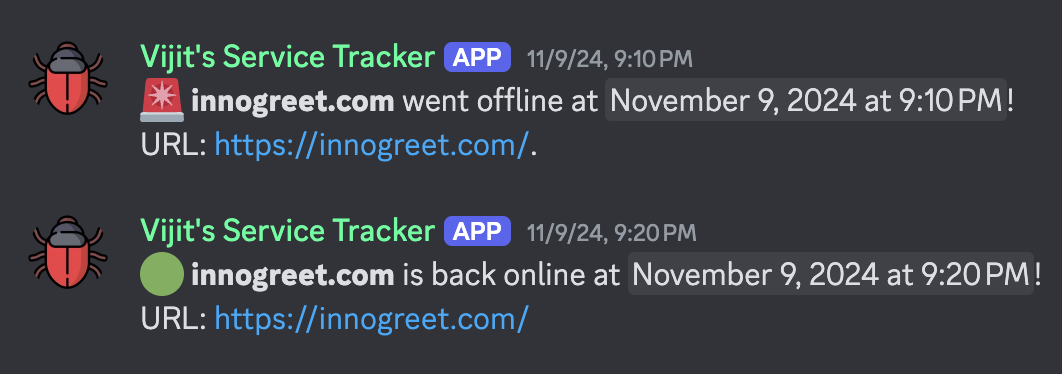 Vijit's Service Tracker APP 11/9/24, 9:10 PM
🚨 innogreet.com went offline at November 9, 2024 at 9:10 PM!
URL: https://innogreet.com/.
Vijit's Service Tracker APP 11/9/24, 9:20 PM
🟢 innogreet.com is back online at November 9, 2024 at 9:20 PM!
URL: https://innogreet.com/